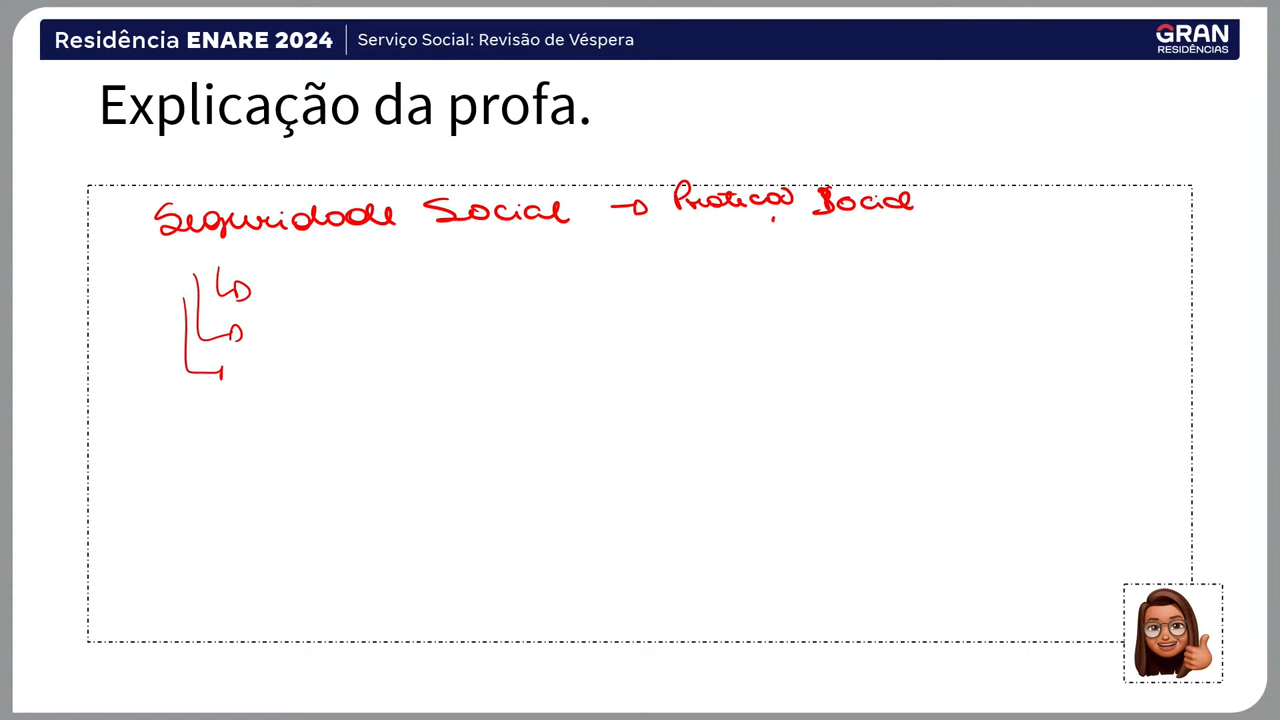 Residência ENARE 2024 | Serviço Social: Revisão de Véspera
GRAN
RESIDÊNCIAS
Explicação da profa.
Seguridade Social → Proteção Social